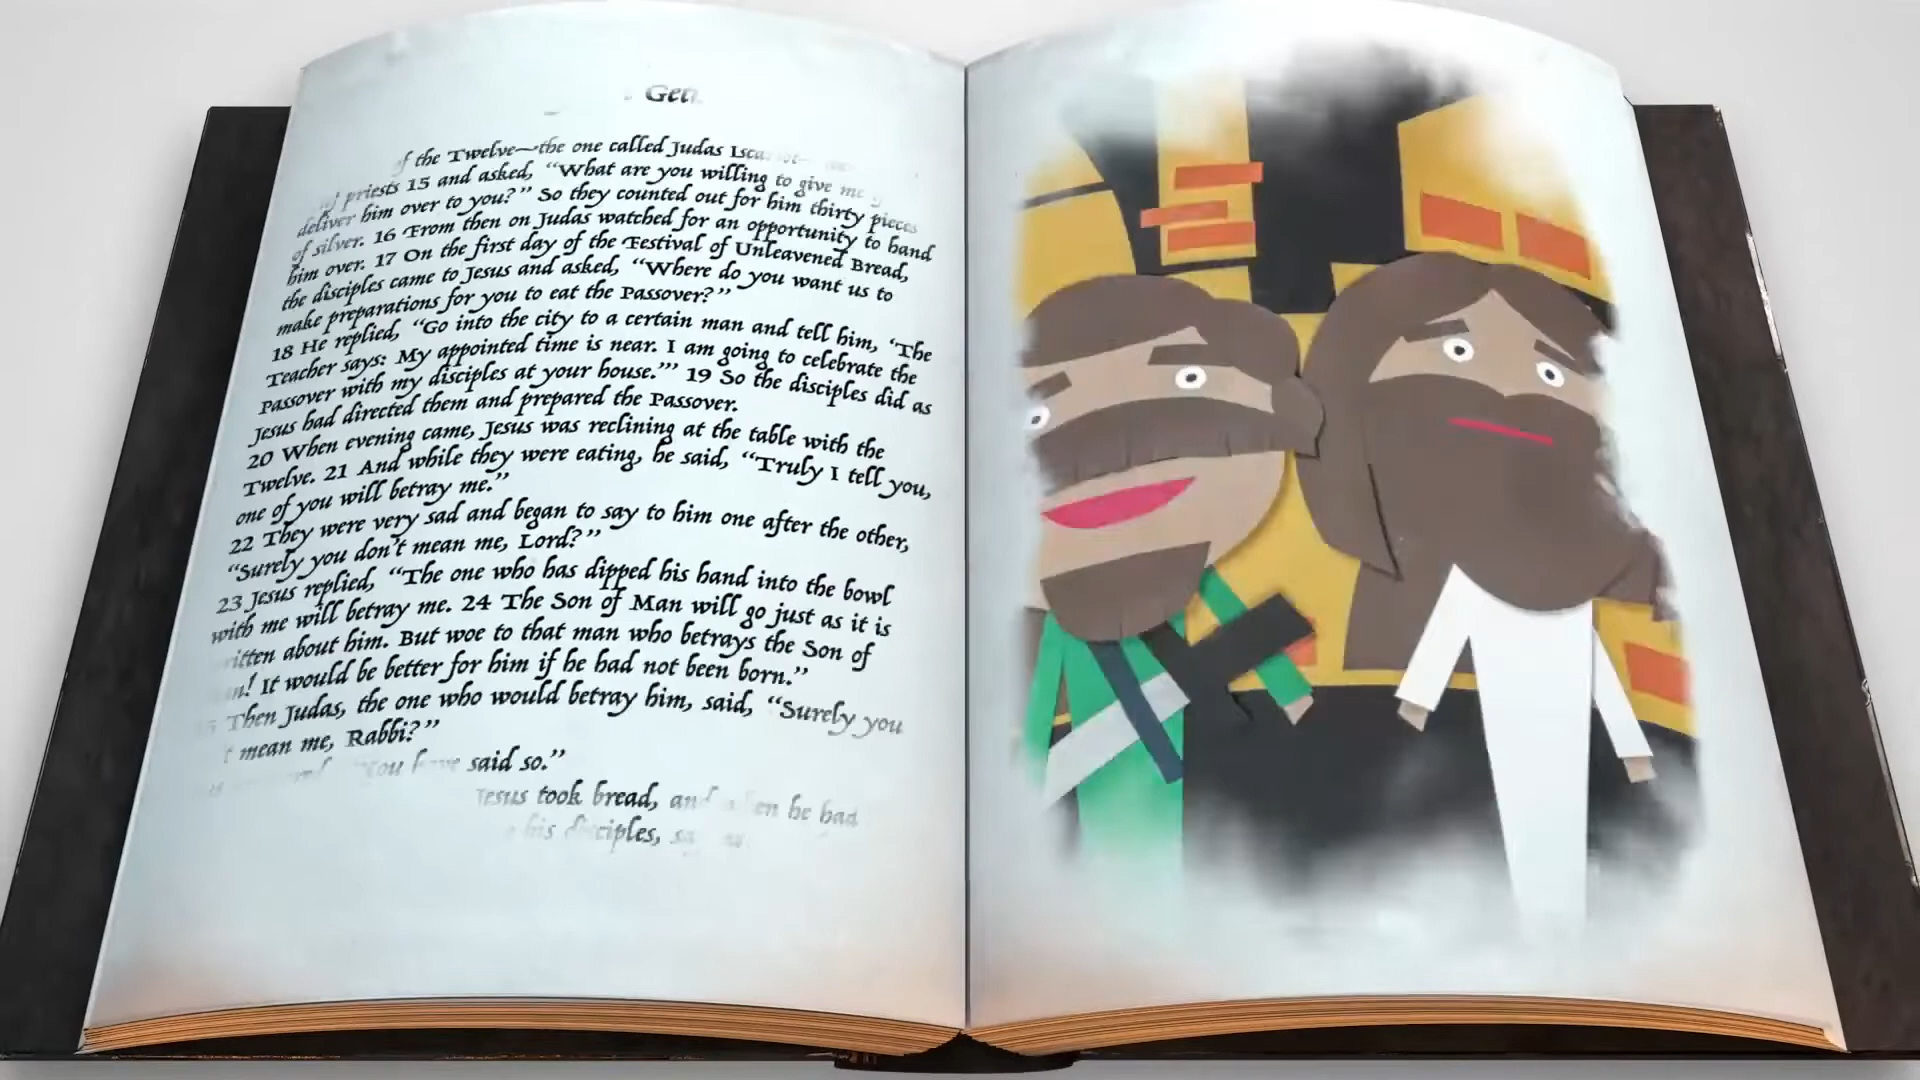 Get
of the Twelve—the one called Judas
priests 15 and asked, “What are you willing to give me
deliver him over to you?” So they counted out for him thirty pieces
of silver. 16 From then on Judas watched for an opportunity to hand
him over. 17 On the first day of the Festival of Unleavened Bread,
the disciples came to Jesus and asked, “Where do you want us to
make preparations for you to eat the Passover?”
18 He replied, “Go into the city to a certain man and tell him, ‘The
Teacher says: My appointed time is near. I am going to celebrate the
Passover with my disciples at your house.’” 19 So the disciples did as
Jesus had directed them and prepared the Passover.
20 When evening came, Jesus was reclining at the table with the
Twelve. 21 And while they were eating, he said, “Truly I tell you,
one of you will betray me.”
22 They were very sad and began to say to him one after the other,
“Surely you don’t mean me, Lord?”
23 Jesus replied, “The one who has dipped his hand into the bowl
with me will betray me. 24 The Son of Man will go just as it is
about him. But woe to that man who betrays the Son of
It would be better for him if he had not been born.”
Then Judas, the one who would betray him, said, “Surely you
mean me, Rabbi?”
you have said so.”
Jesus took bread, and he had
his disciples,